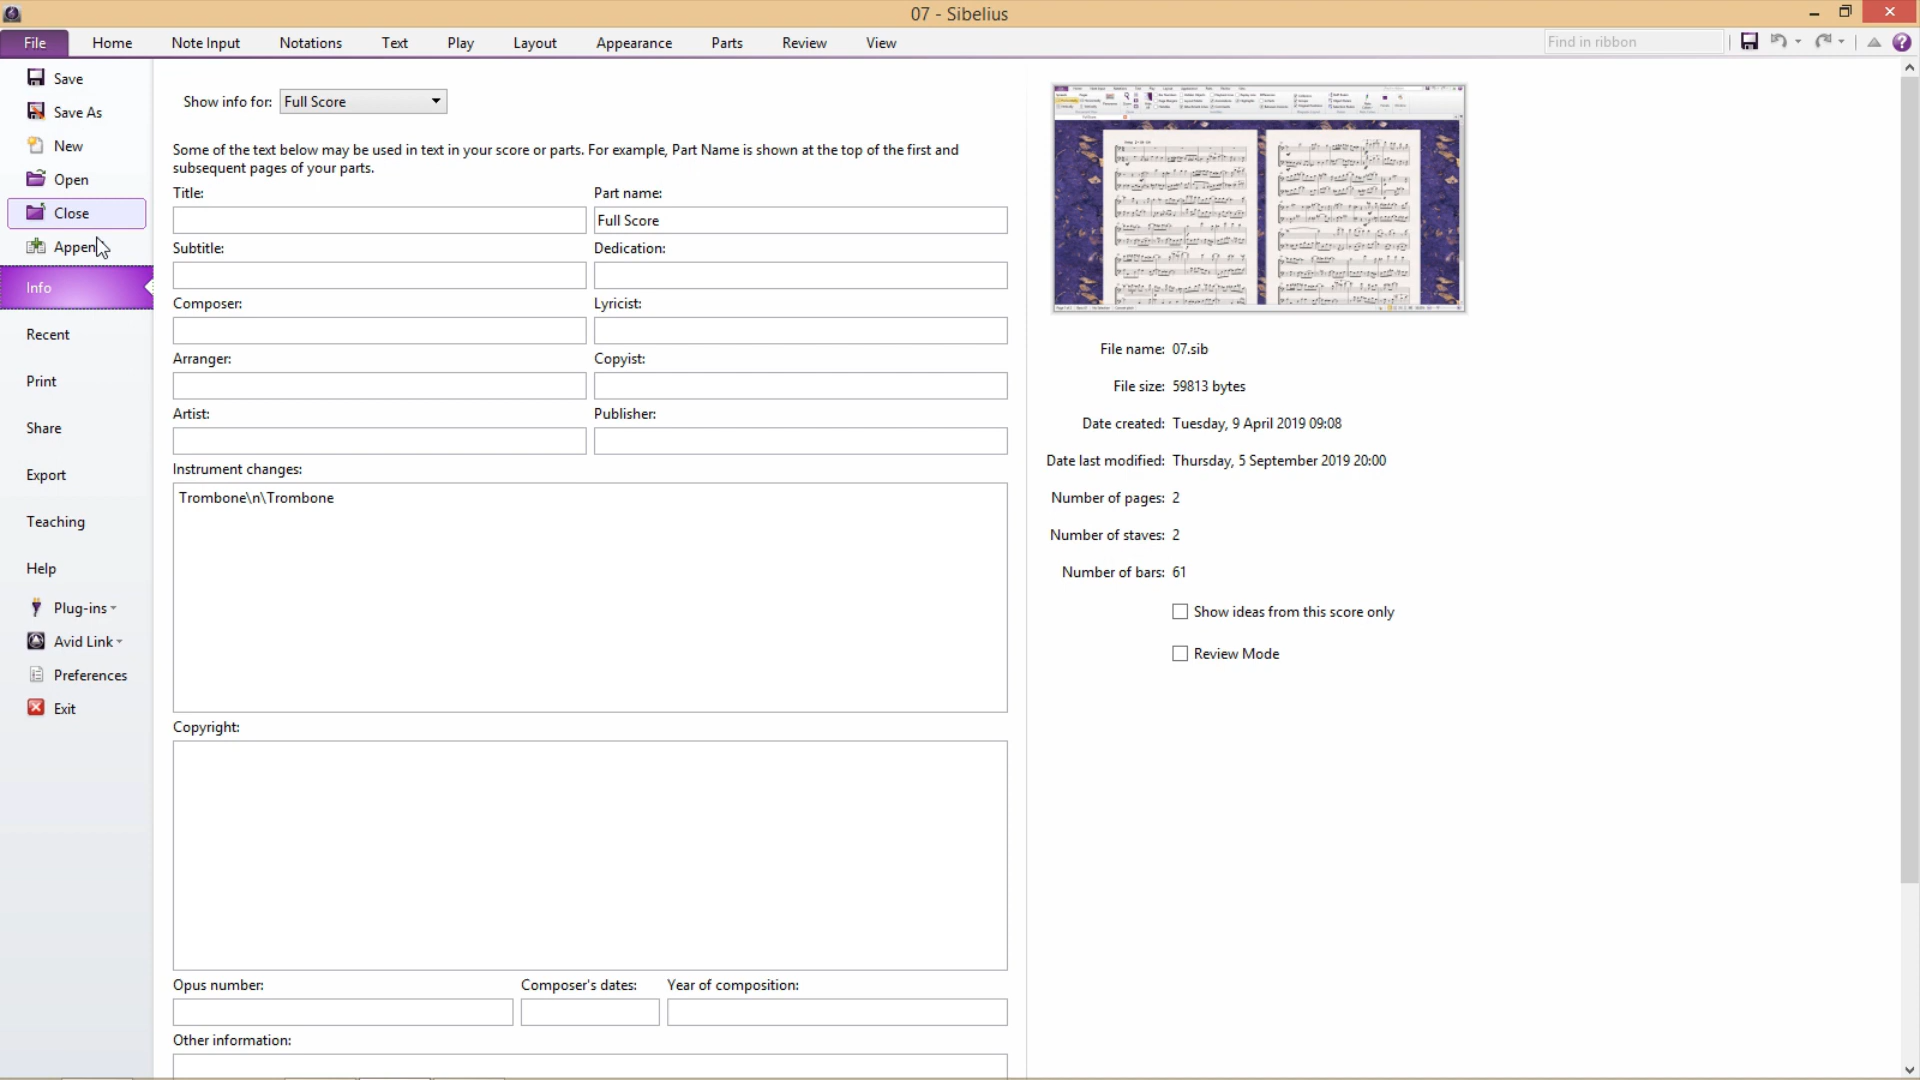 07 - Sibelius
File Home Note Input Notations Text Play Layout Appearance Parts Review View Find in ribbon
Save
Save As
New
Open
Close
Appen
Info
Recent
Print
Share
Export
Teaching
Help
Plug-ins
Avid Link
Preferences
Exit
Show info for: Full Score
Some of the text below may be used in text in your score or parts. For example, Part Name is shown at the top of the first and
subsequent pages of your parts.
Title: Part name:
Full Score
Subtitle: Dedication:
Composer: Lyricist:
Arranger: Copyist:
Artist: Publisher:
Instrument changes:
Trombone\n\Trombone
Copyright:
Opus number: Composer's dates: Year of composition:
Other information:
File name: 07.sib
File size: 59813 bytes
Date created: Tuesday, 9 April 2019 09:08
Date last modified: Thursday, 5 September 2019 20:00
Number of pages: 2
Number of staves: 2
Number of bars: 61
Show ideas from this score only
Review Mode